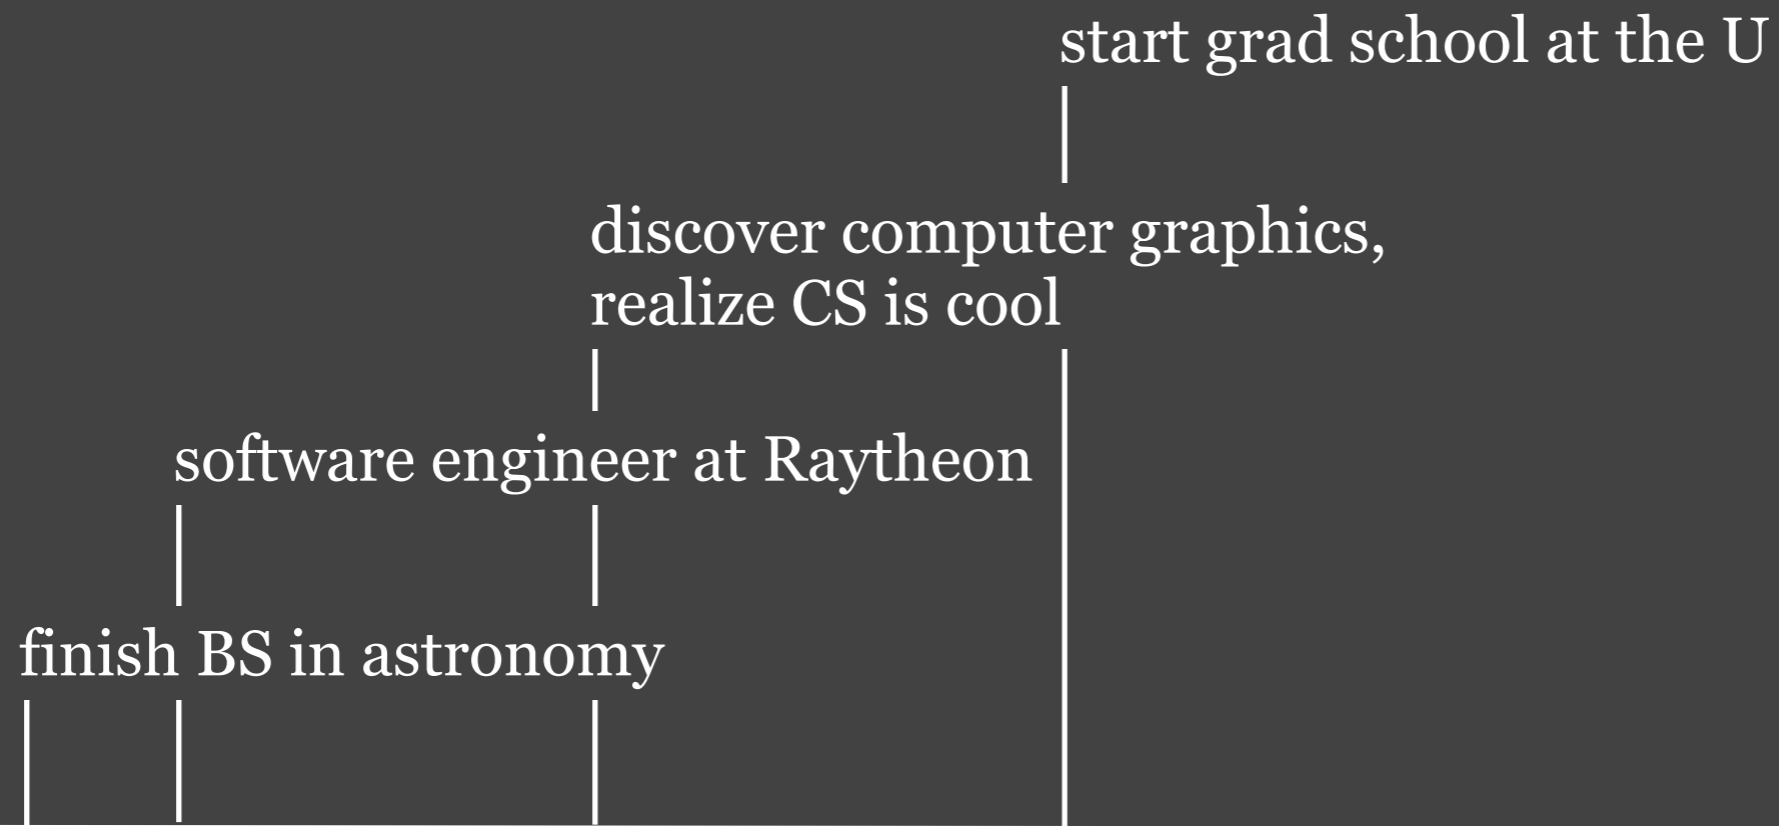 start grad school at the U
discover computer graphics,
realize CS is cool
software engineer at Raytheon
finish BS in astronomy